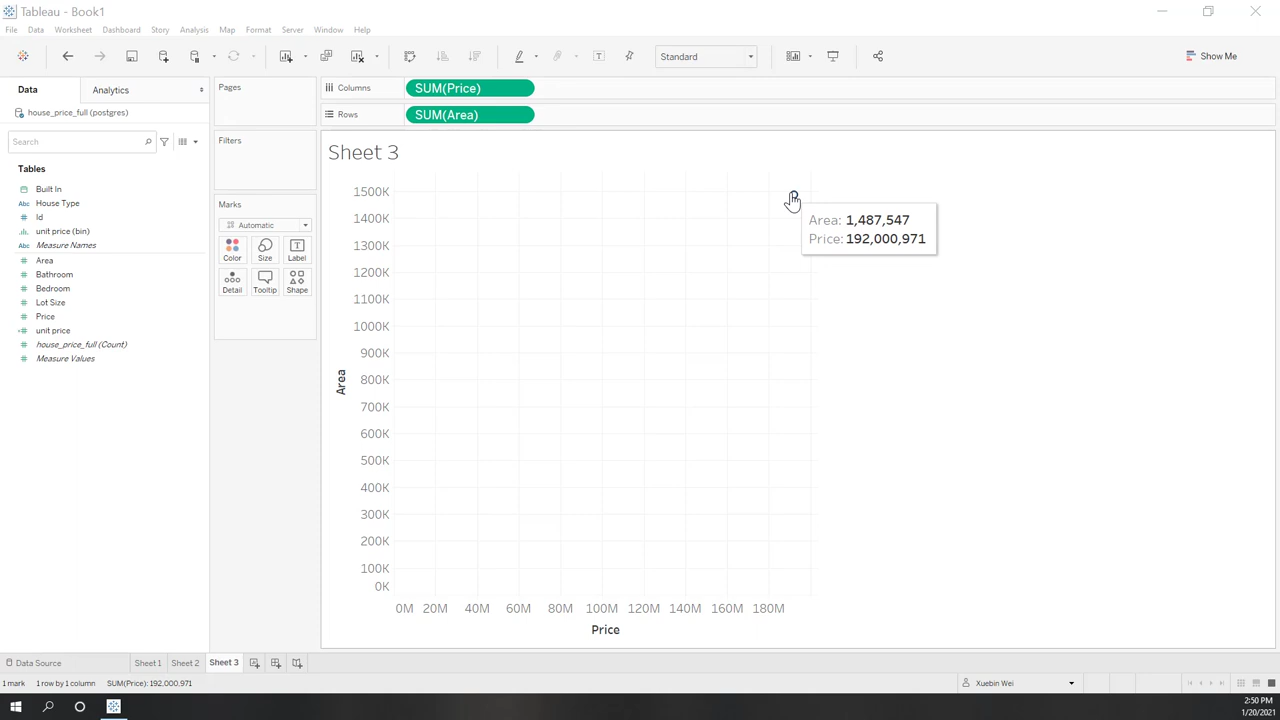 Tableau - Book1
File Data Worksheet Dashboard Story Analysis Map Format Server Window Help
Standard
Show Me
Data Analytics
house_price_full (postgres)
Search
Tables
Built In
Abc House Type
Id
unit price (bin)
Abc Measure Names
Area
Bathroom
Bedroom
Lot Size
Price
unit price
house_price_full (Count)
Measure Values
Pages
Filters
Marks
Automatic
Color Size Label
Detail Tooltip Shape
Columns SUM(Price)
Rows SUM(Area)
Sheet 3
1500K
1400K
1300K
1200K
1100K
1000K
900K
800K
700K
600K
500K
400K
300K
200K
100K
0K
Area
0M 20M 40M 60M 80M 100M 120M 140M 160M 180M
Price
Area: 1,487,547
Price: 192,000,971
Data Source Sheet 1 Sheet 2 Sheet 3
1 mark 1 row by 1 column SUM(Price): 192,000,971
Xuebin Wei
2:50 PM
1/20/2021